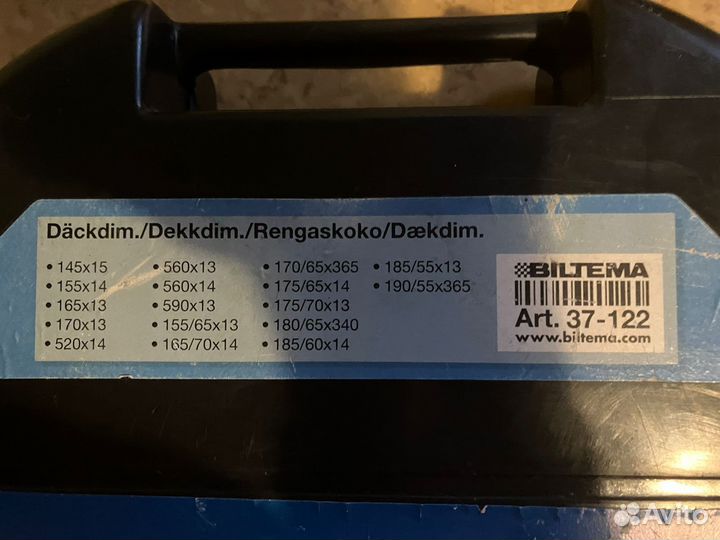 Däckdim./Dekkdim./Rengaskoko/Dækdim.
• 145x15
• 155x14
• 165x13
• 170x13
• 520x14
• 560x13
• 560x14
• 590x13
• 155/65x13
• 165/70x14
• 170/65x365
• 175/65x14
• 175/70x13
• 180/65x340
• 185/60x14
• 185/55x13
• 190/55x365
BILTEMA
Art. 37-122
www.biltema.com
Avito